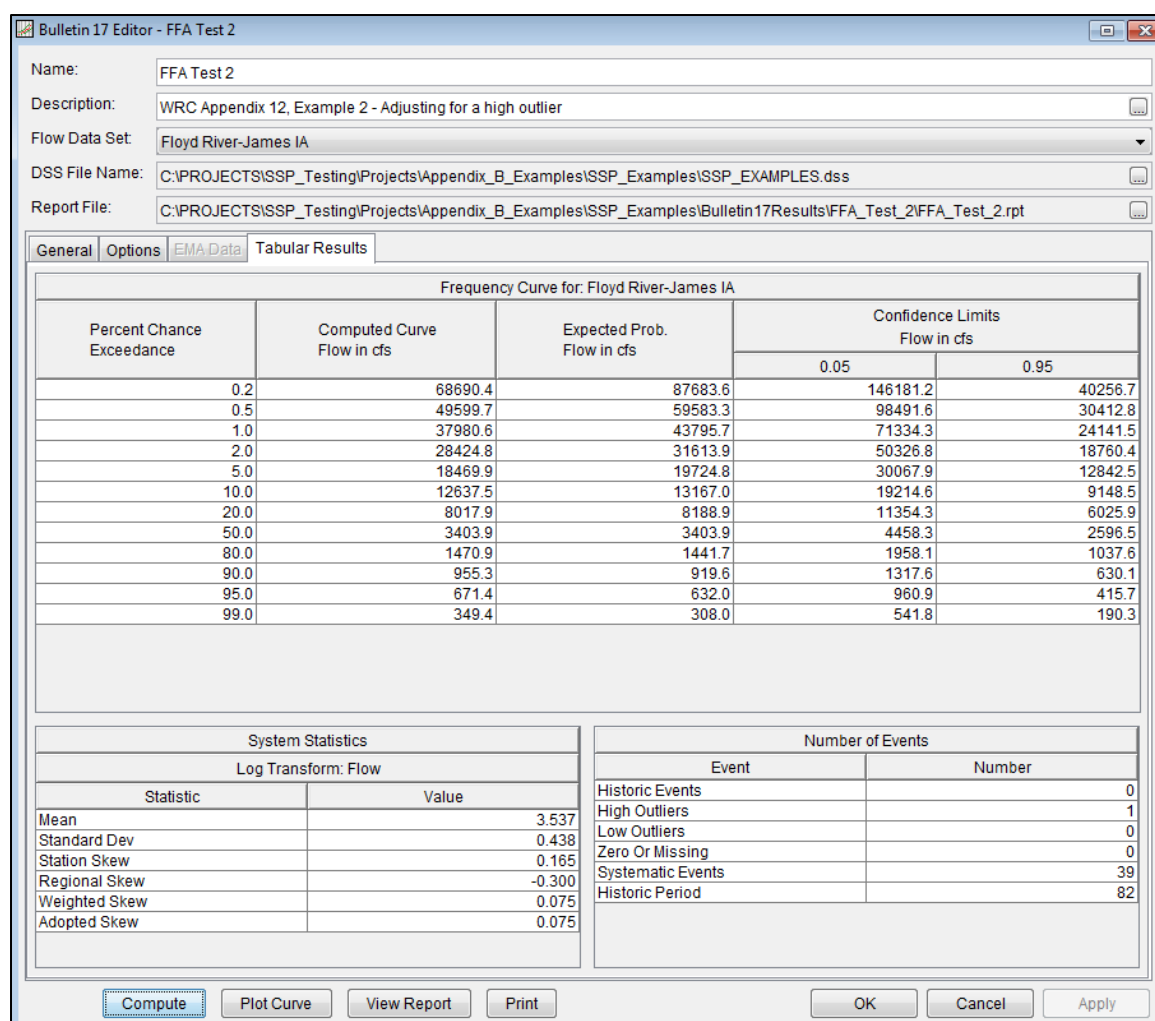 Bulletin 17 Editor - FFA Test 2
Name: FFA Test 2
Description: WRC Appendix 12, Example 2 - Adjusting for a high outlier ...
Flow Data Set: Floyd River-James IA
DSS File Name: C:\PROJECTS\SSP_Testing\Projects\Appendix_B_Examples\SSP_Examples\SSP_EXAMPLES.dss ...
Report File: C:\PROJECTS\SSP_Testing\Projects\Appendix_B_Examples\SSP_Examples\Bulletin17Results\FFA_Test_2\FFA_Test_2.rpt ...
General Options EMA Data Tabular Results
Frequency Curve for: Floyd River-James IA
Percent Chance Exceedance Computed Curve Flow in cfs Expected Prob. Flow in cfs Confidence Limits Flow in cfs
0.05 0.95
0.2 68690.4 87683.6 146181.2 40256.7
0.5 49599.7 59583.3 98491.6 30412.8
1.0 37980.6 43795.7 71334.3 24141.5
2.0 28424.8 31613.9 50326.8 18760.4
5.0 18469.9 19724.8 30067.9 12842.5
10.0 12637.5 13167.0 19214.6 9148.5
20.0 8017.9 8188.9 11354.3 6025.9
50.0 3403.9 3403.9 4458.3 2596.5
80.0 1470.9 1441.7 1958.1 1037.6
90.0 955.3 919.6 1317.6 630.1
95.0 671.4 632.0 960.9 415.7
99.0 349.4 308.0 541.8 190.3
System Statistics
Log Transform: Flow
Statistic Value
Mean 3.537
Standard Dev 0.438
Station Skew 0.165
Regional Skew -0.300
Weighted Skew 0.075
Adopted Skew 0.075
Number of Events
Event Number
Historic Events 0
High Outliers 1
Low Outliers 0
Zero Or Missing 0
Systematic Events 39
Historic Period 82
Compute Plot Curve View Report Print OK Cancel Apply